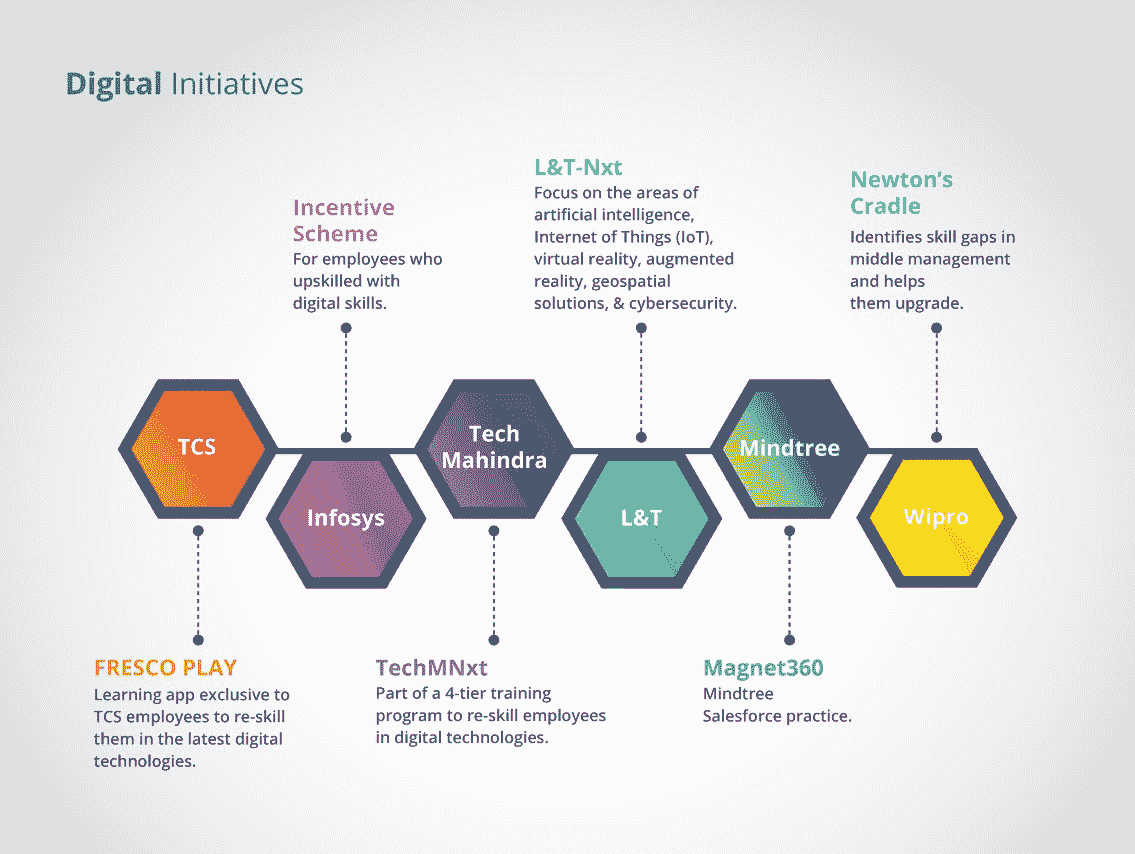 Digital Initiatives
Incentive
Scheme
For employees who
upskilled with
digital skills.
L&T-Nxt
Focus on the areas of
artificial intelligence,
Internet of Things (IoT),
virtual reality, augmented
reality, geospatial
solutions, & cybersecurity.
Newton's
Cradle
Identifies skill gaps in
middle management
and helps
them upgrade.
TCS
Infosys
Tech
Mahindra
L&T
Mindtree
Wipro
FRESCO PLAY
Learning app exclusive to
TCS employees to re-skill
them in the latest digital
technologies.
TechMNxt
Part of a 4-tier training
program to re-skill employees
in digital technologies.
Magnet360
Mindtree
Salesforce practice.